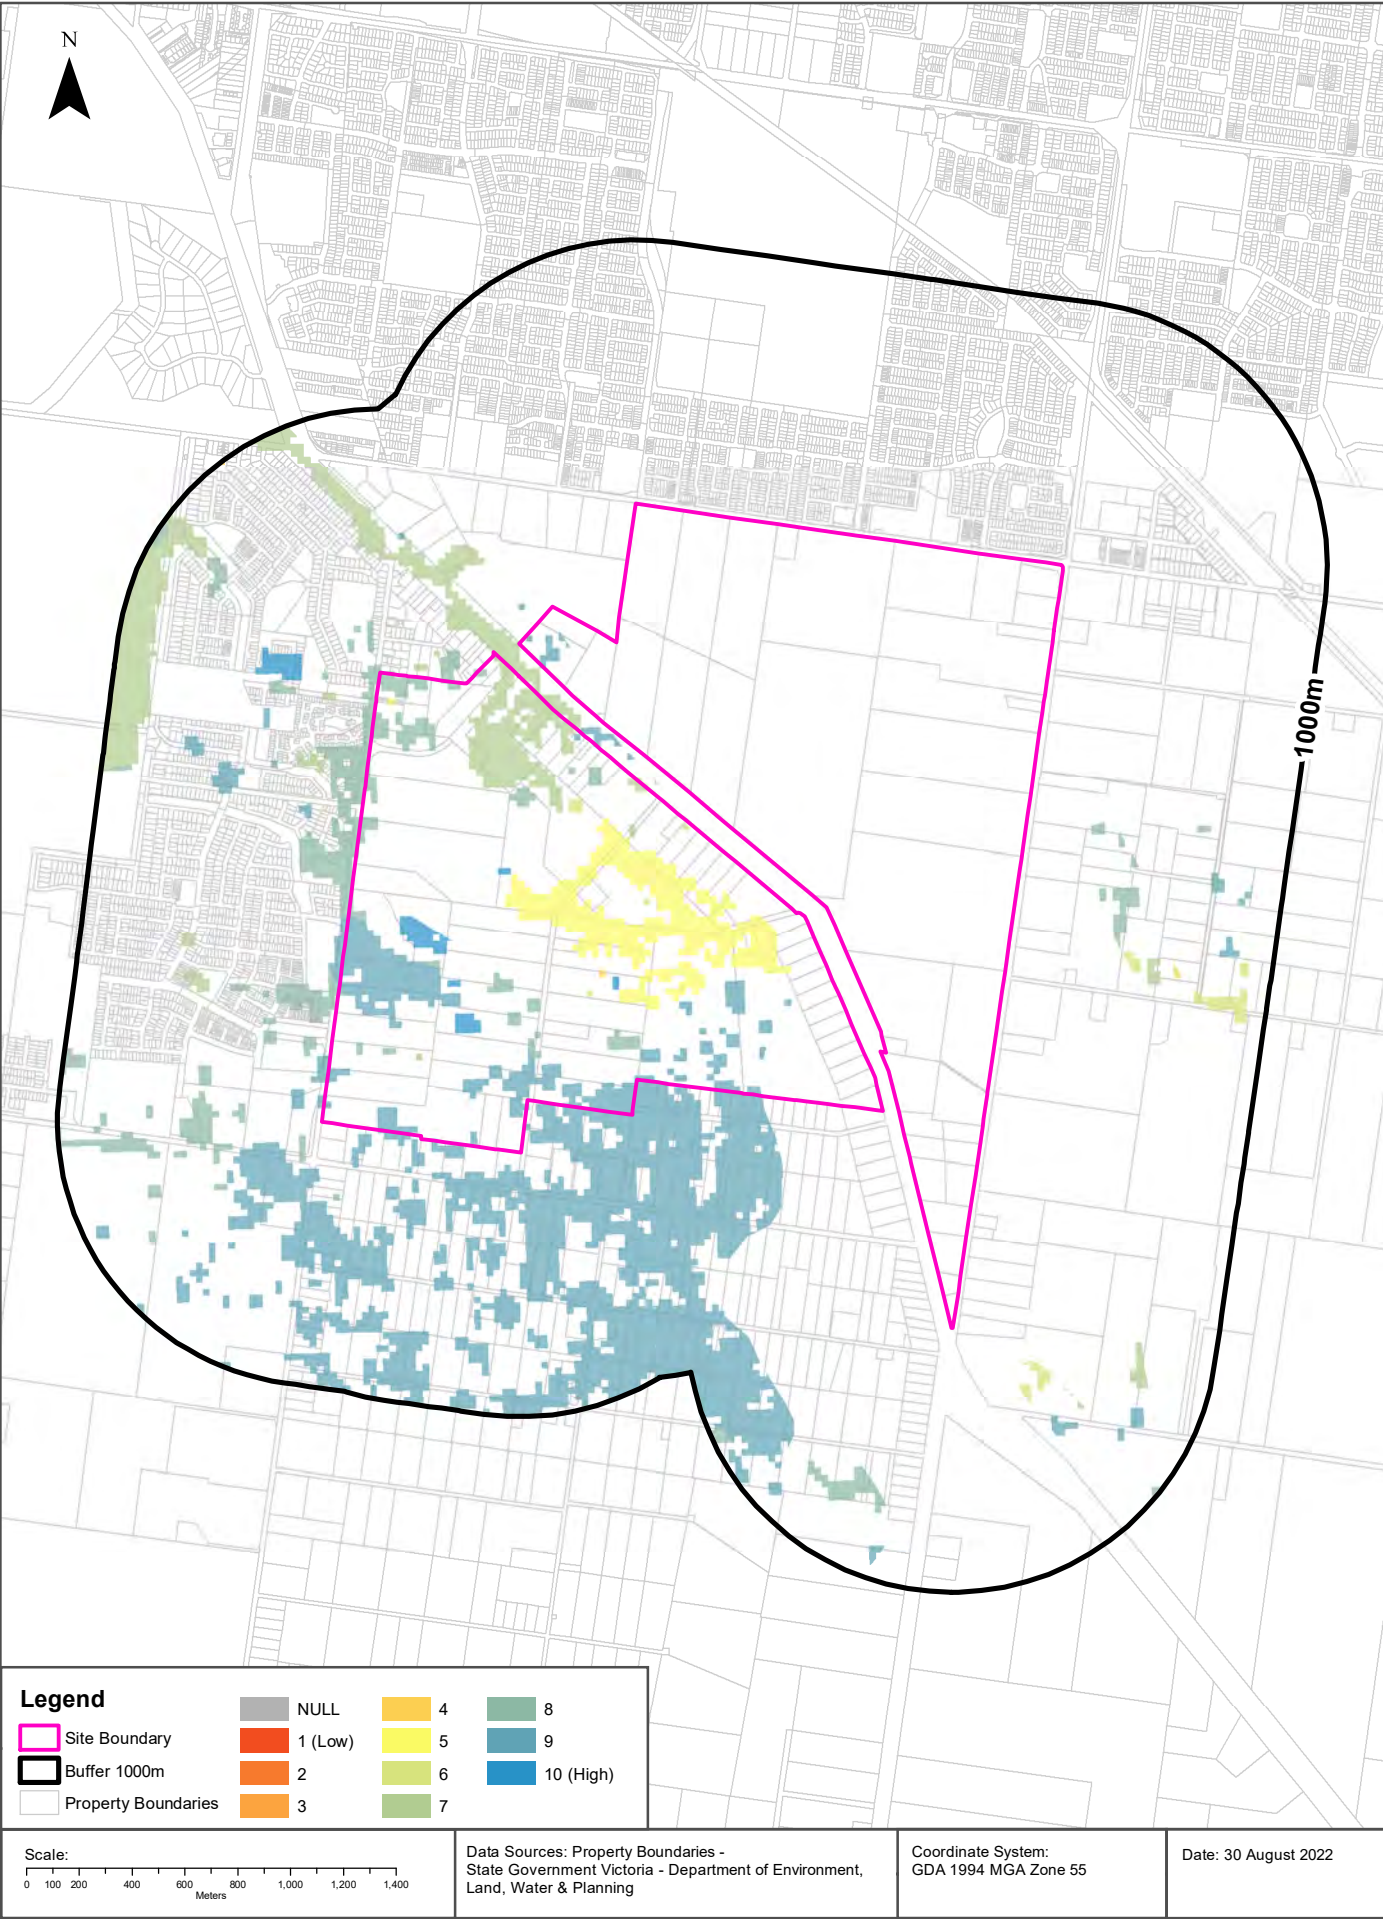 N
1000m
Legend
Site Boundary
Buffer 1000m
Property Boundaries
NULL
1 (Low)
2
3
4
5
6
7
8
9
10 (High)
Scale:
0 100 200 400 600 800 1,000 1,200 1,400
Meters
Data Sources: Property Boundaries -
State Government Victoria - Department of Environment,
Land, Water & Planning
Coordinate System:
GDA 1994 MGA Zone 55
Date: 30 August 2022